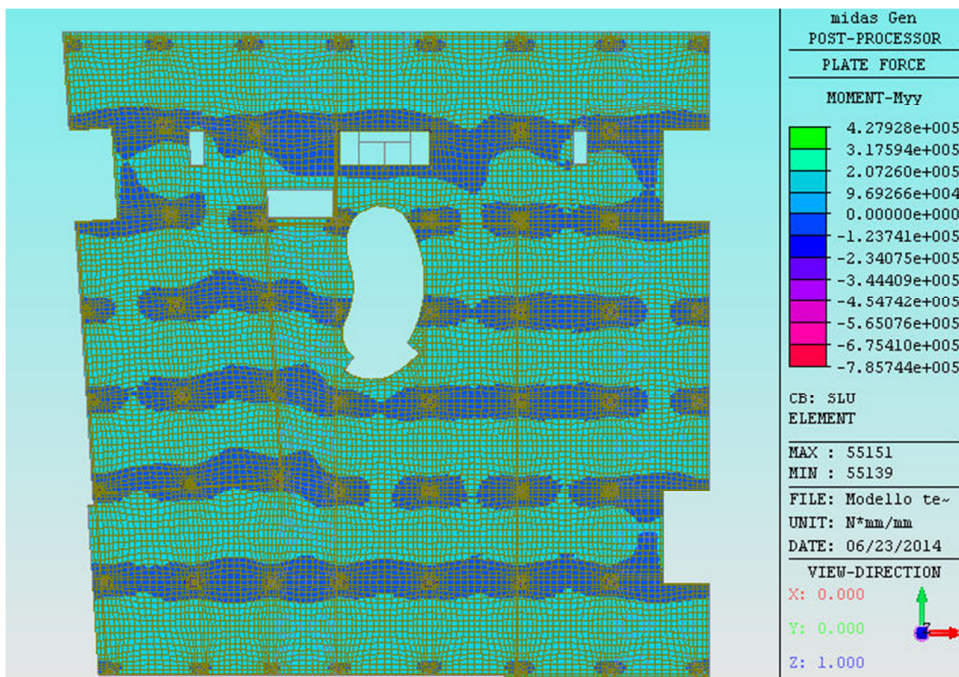 midas Gen
POST-PROCESSOR
PLATE FORCE
MOMENT-Myy
4.27928e+005
3.17594e+005
2.07260e+005
9.69266e+004
0.00000e+000
-1.23741e+005
-2.34075e+005
-3.44409e+005
-4.54742e+005
-5.65076e+005
-6.75410e+005
-7.85744e+005
CB: SLU
ELEMENT
MAX : 55151
MIN : 55139
FILE: Modello te~
UNIT: N*mm/mm
DATE: 06/23/2014
VIEW-DIRECTION
X: 0.000
Y: 0.000
Z: 1.000
Z